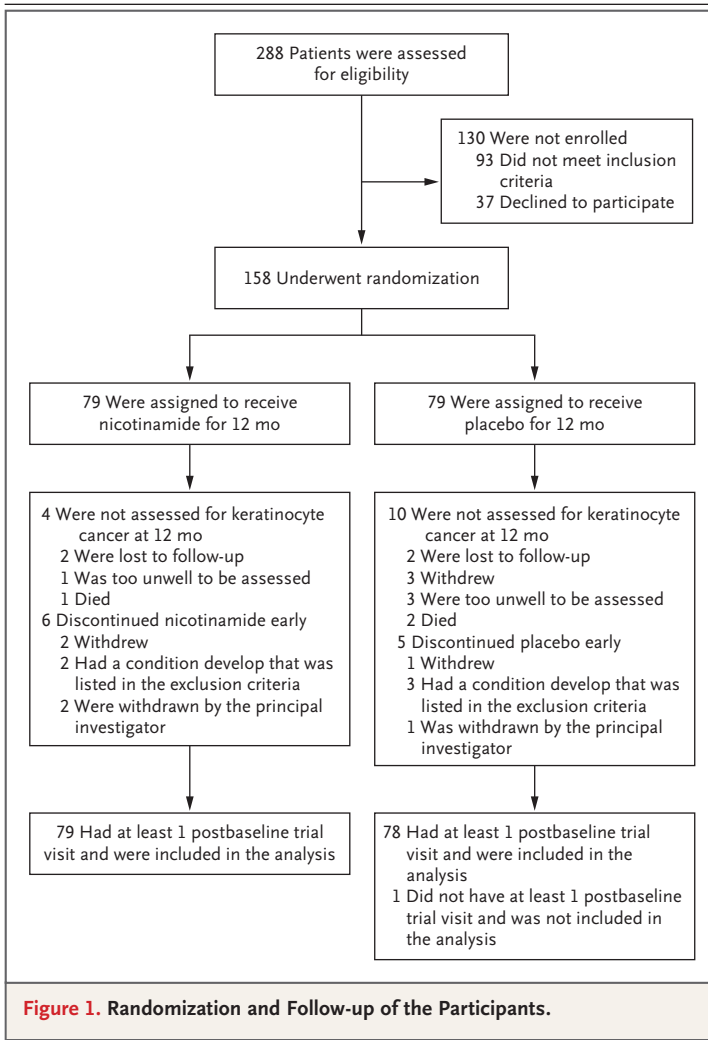 288 Patients were assessed
for eligibility
130 Were not enrolled
93 Did not meet inclusion
criteria
37 Declined to participate
158 Underwent randomization
79 Were assigned to receive
nicotinamide for 12 mo
79 Were assigned to receive
placebo for 12 mo
4 Were not assessed for keratinocyte
cancer at 12 mo
2 Were lost to follow-up
1 Was too unwell to be assessed
1 Died
6 Discontinued nicotinamide early
2 Withdrew
2 Had a condition develop that was
listed in the exclusion criteria
2 Were withdrawn by the principal
investigator
10 Were not assessed for keratinocyte
cancer at 12 mo
2 Were lost to follow-up
3 Withdrew
3 Were too unwell to be assessed
2 Died
5 Discontinued placebo early
1 Withdrew
3 Had a condition develop that was
listed in the exclusion criteria
1 Was withdrawn by the principal
investigator
79 Had at least 1 postbaseline trial
visit and were included in the analysis
78 Had at least 1 postbaseline trial
visit and were included in the
analysis
1 Did not have at least 1 postbaseline
trial visit and was not included in
the analysis
Figure 1. Randomization and Follow-up of the Participants.